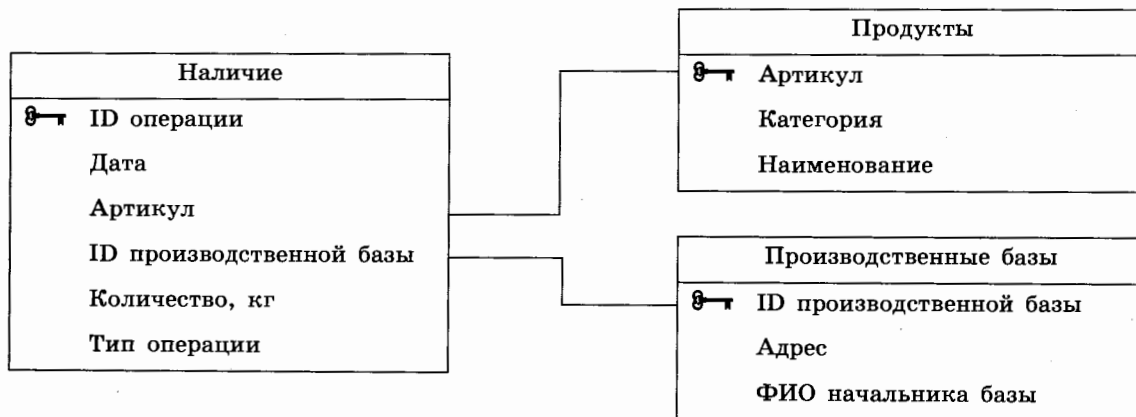 Наличие
ID операции
Дата
Артикул
ID производственной базы
Количество, кг
Тип операции
Продукты
Артикул
Категория
Наименование
Производственные базы
ID производственной базы
Адрес
ФИО начальника базы